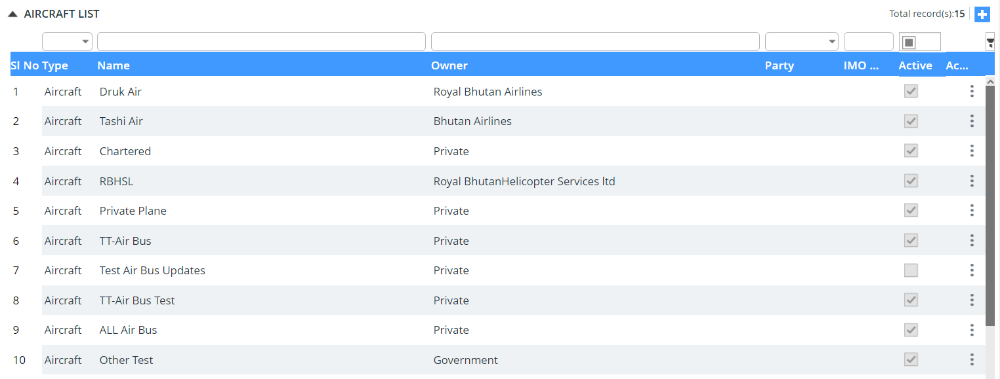 AIRCRAFT LIST Total record(s):15
Sl No Type Name Owner Party IMO ... Active Ac...
1 Aircraft Druk Air Royal Bhutan Airlines
2 Aircraft Tashi Air Bhutan Airlines
3 Aircraft Chartered Private
4 Aircraft RBHSL Royal BhutanHelicopter Services ltd
5 Aircraft Private Plane Private
6 Aircraft TT-Air Bus Private
7 Aircraft Test Air Bus Updates Private
8 Aircraft TT-Air Bus Test Private
9 Aircraft ALL Air Bus Private
10 Aircraft Other Test Government